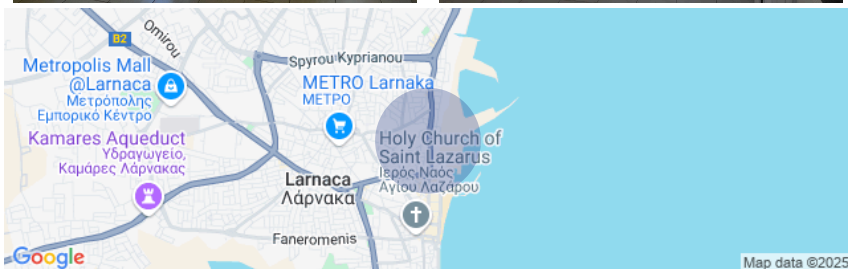 Omirou
B2
Spyrou Kyprianou
Metropolis Mall
@Larnaca
Μετρόπολης
Εμπορικό Κέντρο
METRO Larnaka
ΜΕΤΡΟ
Kamares Aqueduct
Υδραγωγείο,
Καμάρες Λάρνακας
Holy Church of
Saint Lazarus
Ιερός Ναός
Αγίου Λαζάρου
Larnaca
Λάρνακα
Faneromenis
Google
Map data ©2025